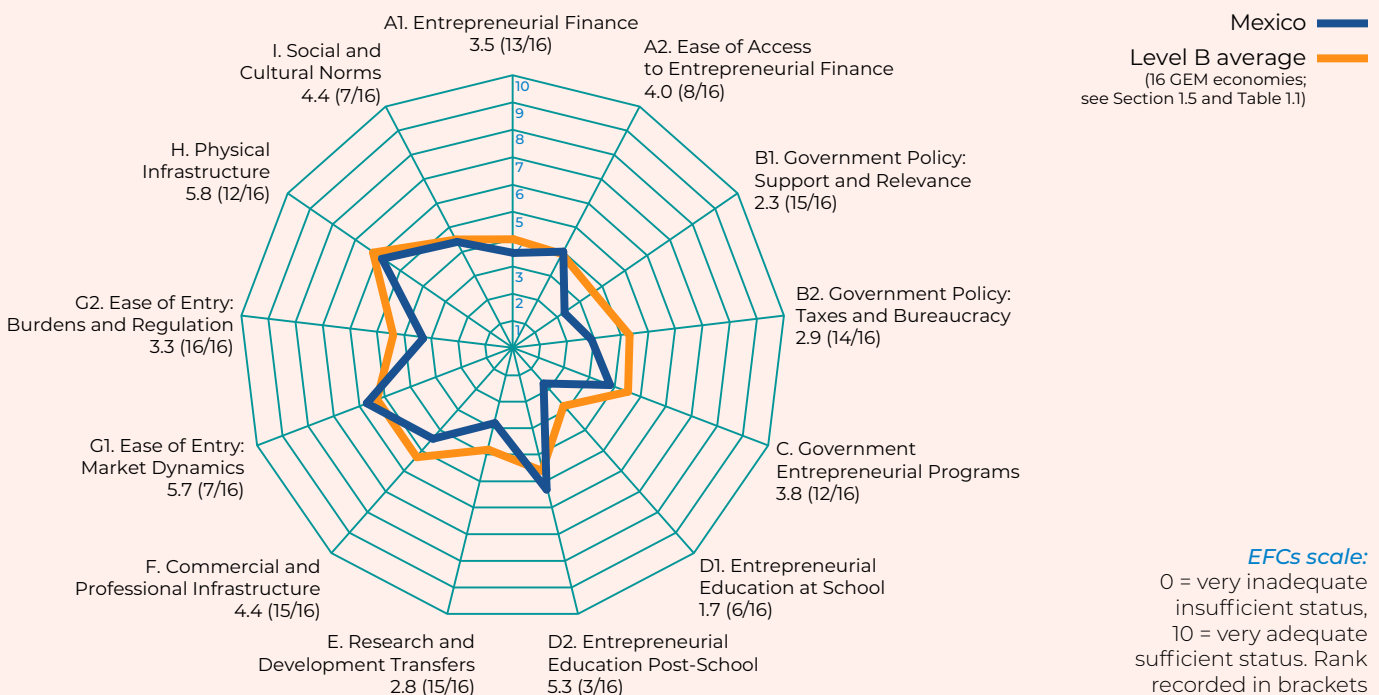 A1. Entrepreneurial Finance
3.5 (13/16)
A2. Ease of Access
to Entrepreneurial Finance
4.0 (8/16)
B1. Government Policy:
Support and Relevance
2.3 (15/16)
B2. Government Policy:
Taxes and Bureaucracy
2.9 (14/16)
C. Government
Entrepreneurial Programs
3.8 (12/16)
D1. Entrepreneurial
Education at School
1.7 (6/16)
D2. Entrepreneurial
Education Post-School
5.3 (3/16)
E. Research and
Development Transfers
2.8 (15/16)
F. Commercial and
Professional Infrastructure
4.4 (15/16)
G1. Ease of Entry:
Market Dynamics
5.7 (7/16)
G2. Ease of Entry:
Burdens and Regulation
3.3 (16/16)
H. Physical
Infrastructure
5.8 (12/16)
I. Social and
Cultural Norms
4.4 (7/16)
10
9
8
7
6
5
4
3
2
1
Mexico
Level B average
(16 GEM economies;
see Section 1.5 and Table 1.1)
EFCs scale:
0 = very inadequate
insufficient status,
10 = very adequate
sufficient status. Rank
recorded in brackets